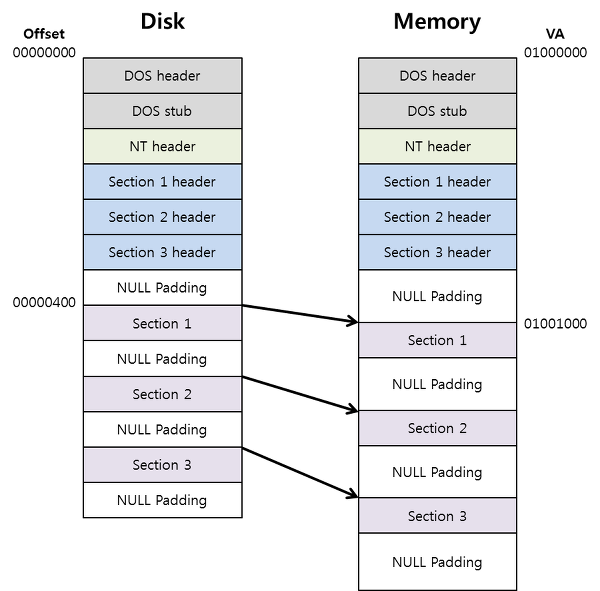 Disk
Memory
Offset
VA
00000000
01000000
DOS header
DOS header
DOS stub
DOS stub
NT header
NT header
Section 1 header
Section 1 header
Section 2 header
Section 2 header
Section 3 header
Section 3 header
NULL Padding
NULL Padding
00000400
Section 1
01001000
Section 1
NULL Padding
NULL Padding
Section 2
Section 2
NULL Padding
Section 3
NULL Padding
NULL Padding
Section 3
NULL Padding